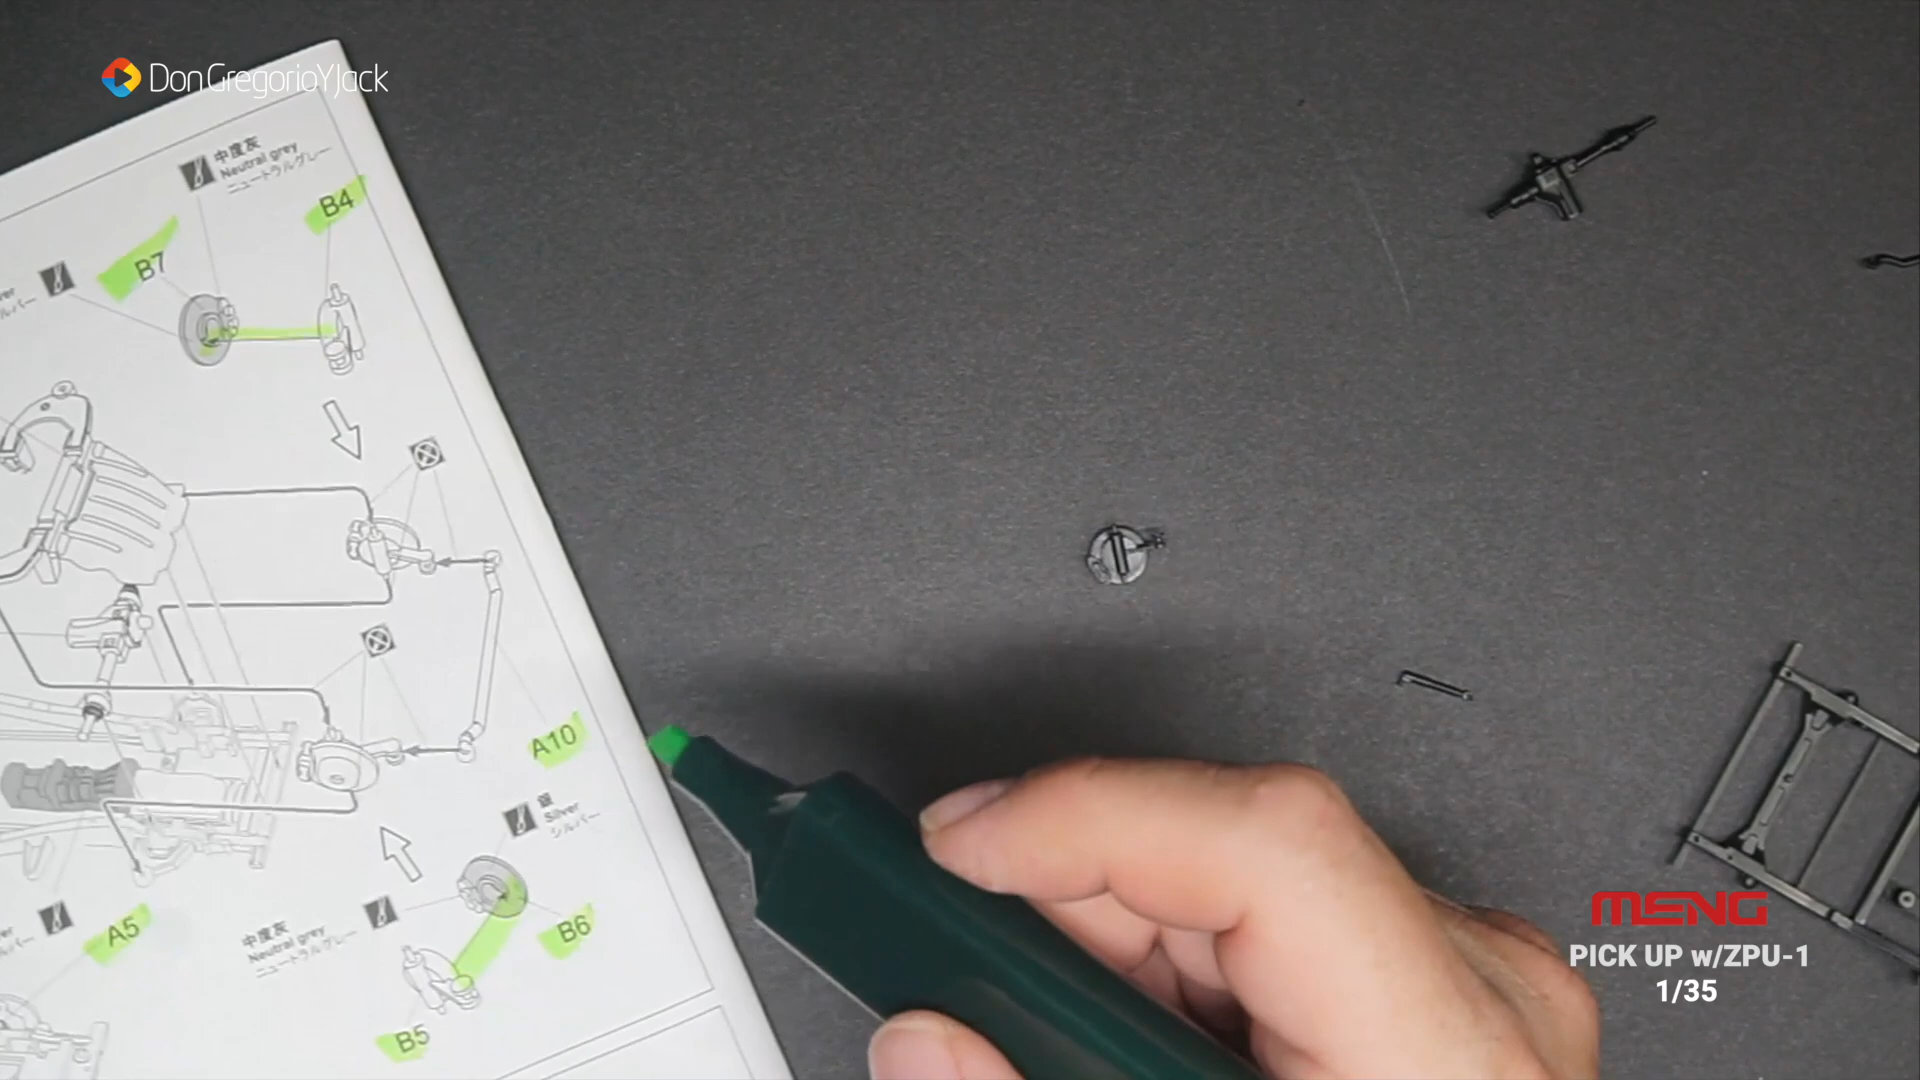 DonGregorioYJack
中度灰
Neutral grey
ニュートラルグレー
B4
B7
A10
銀
Silver
シルバー
A5
中度灰
Neutral grey
ニュートラルグレー
B6
B5
MENG
PICK UP w/ZPU-1
1/35